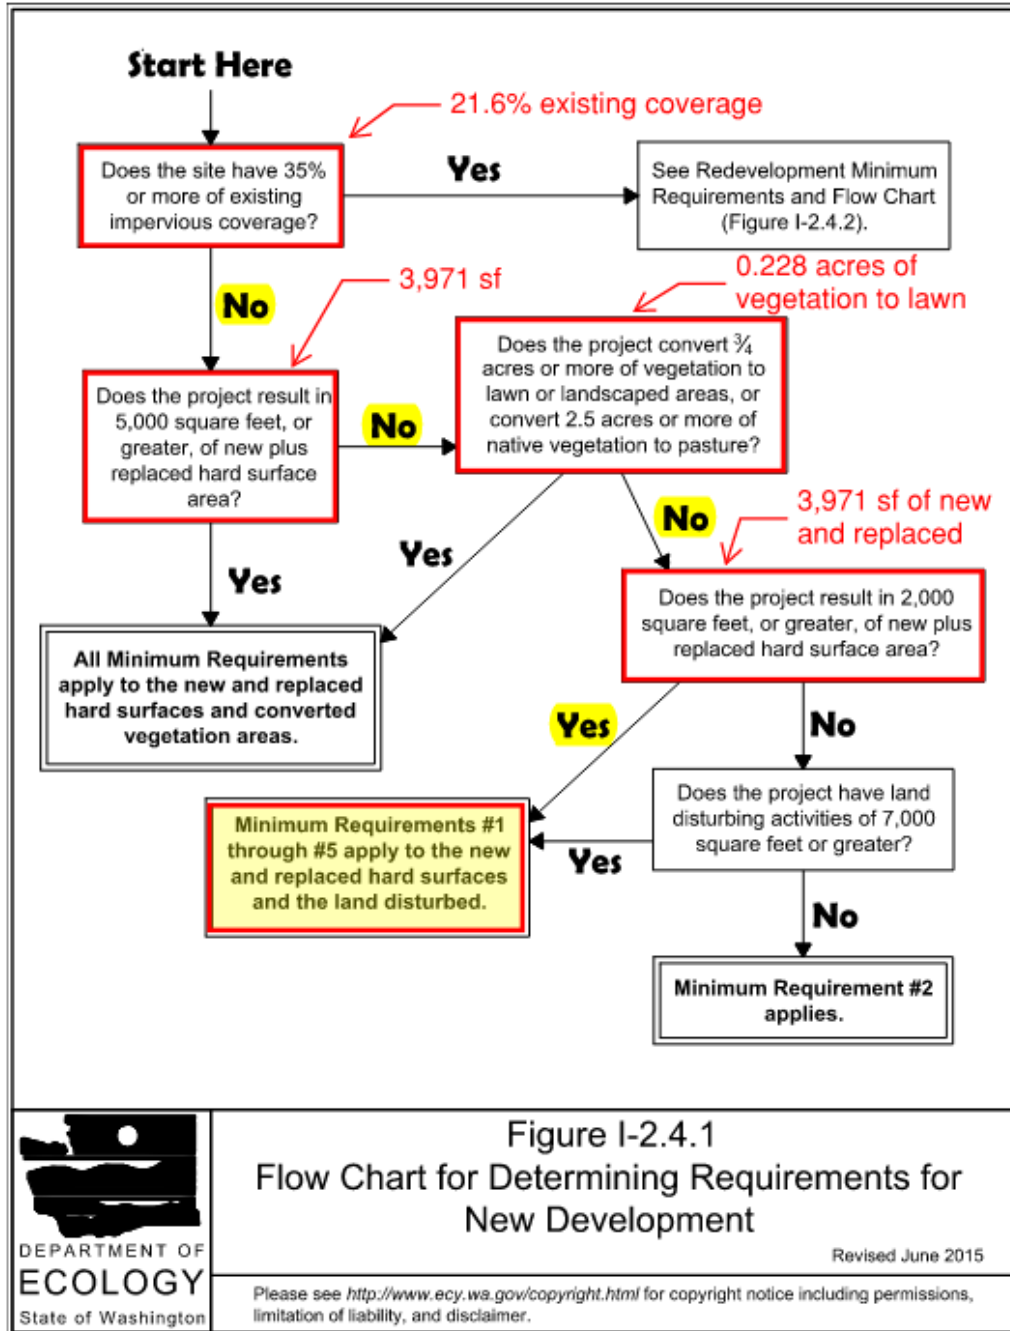 Start Here
21.6% existing coverage
Does the site have 35%
or more of existing
impervious coverage?
Yes
See Redevelopment Minimum
Requirements and Flow Chart
(Figure I-2.4.2).
No
3,971 sf
0.228 acres of
vegetation to lawn
Does the project result in
5,000 square feet, or
greater, of new plus
replaced hard surface
area?
No
Does the project convert ¾
acres or more of vegetation to
lawn or landscaped areas, or
convert 2.5 acres or more of
native vegetation to pasture?
Yes
Yes
No
3,971 sf of new
and replaced
Does the project result in 2,000
square feet, or greater, of new plus
replaced hard surface area?
All Minimum Requirements
apply to the new and replaced
hard surfaces and converted
vegetation areas.
Yes
No
Does the project have land
disturbing activities of 7,000
square feet or greater?
Yes
Minimum Requirements #1
through #5 apply to the new
and replaced hard surfaces
and the land disturbed.
No
Minimum Requirement #2
applies.
DEPARTMENT OF
ECOLOGY
State of Washington
Figure I-2.4.1
Flow Chart for Determining Requirements for
New Development
Revised June 2015
Please see http://www.ecy.wa.gov/copyright.html for copyright notice including permissions,
limitation of liability, and disclaimer.